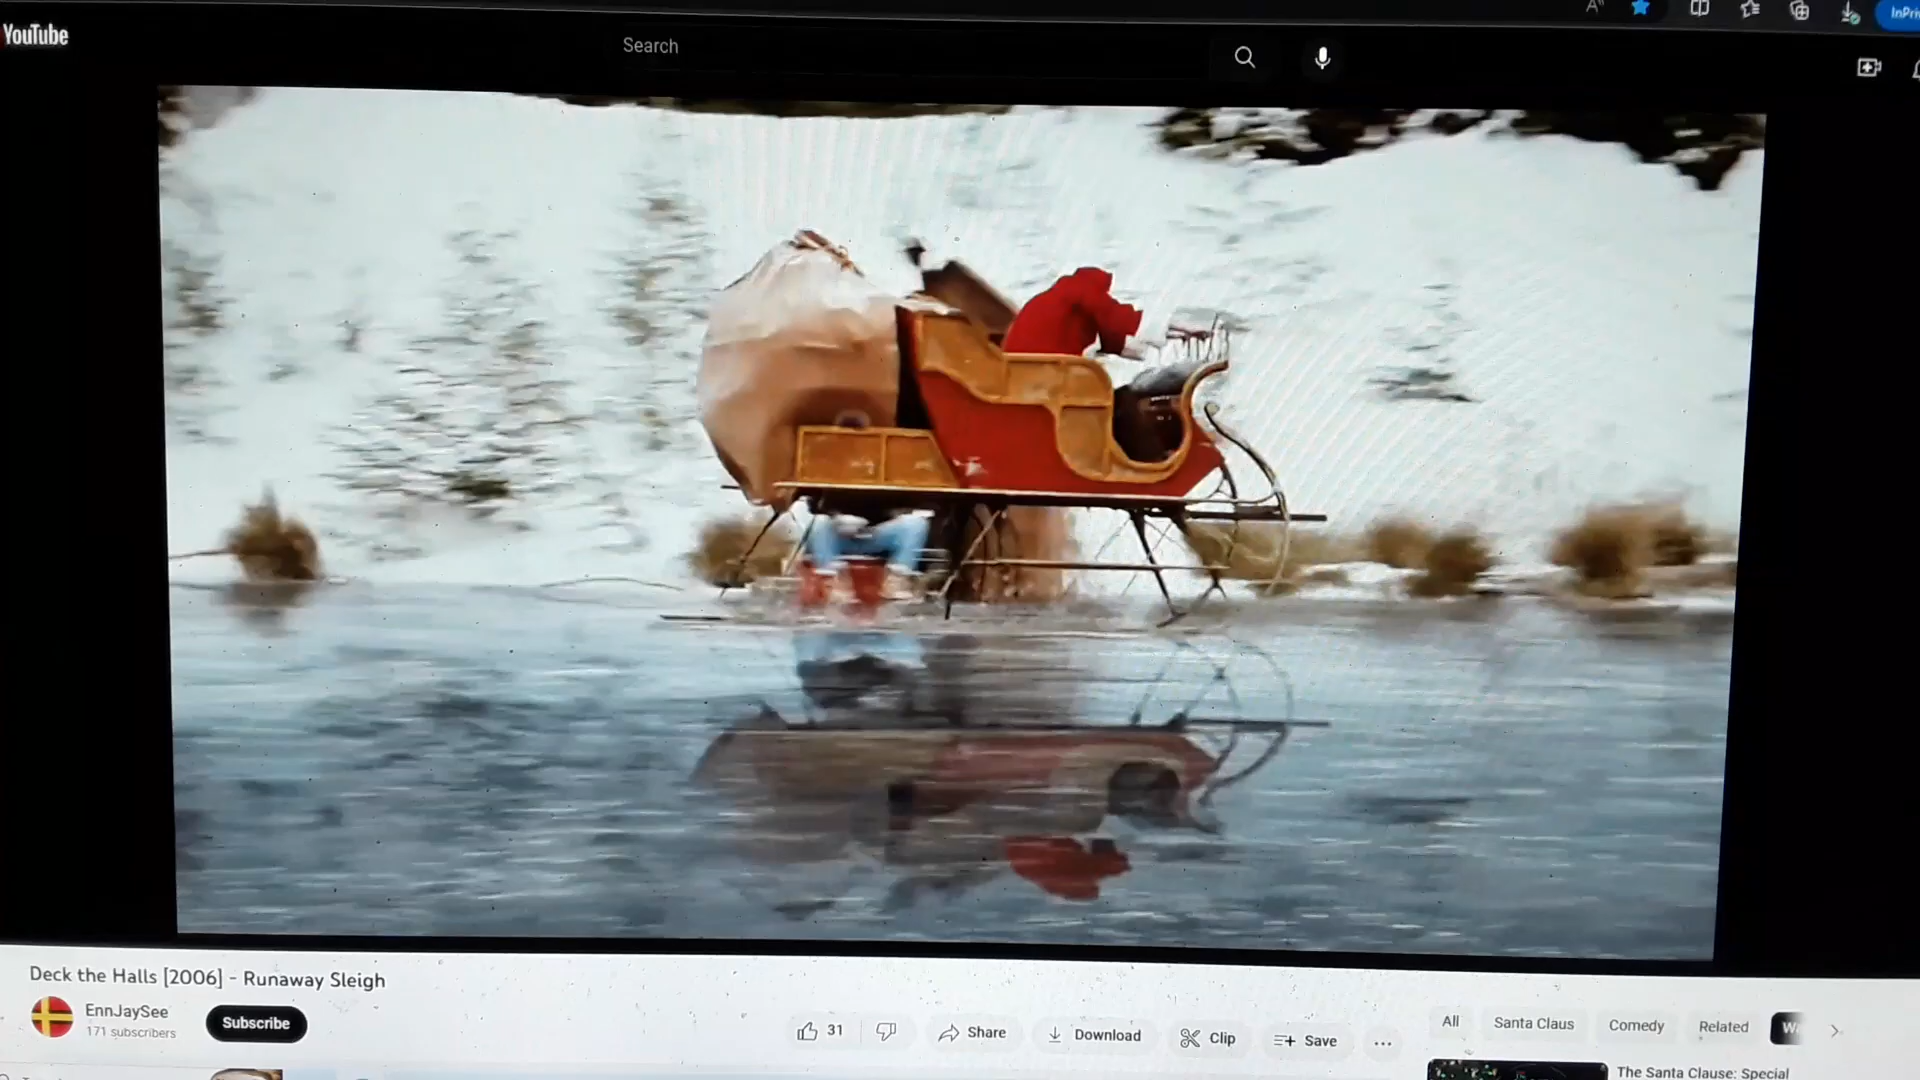 YouTube
Search
InPri
Deck the Halls [2006] - Runaway Sleigh
EnnJaySee
171 subscribers
Subscribe
31
Share
Download
Clip
Save
All
Santa Claus
Comedy
Related
The Santa Clause: Special